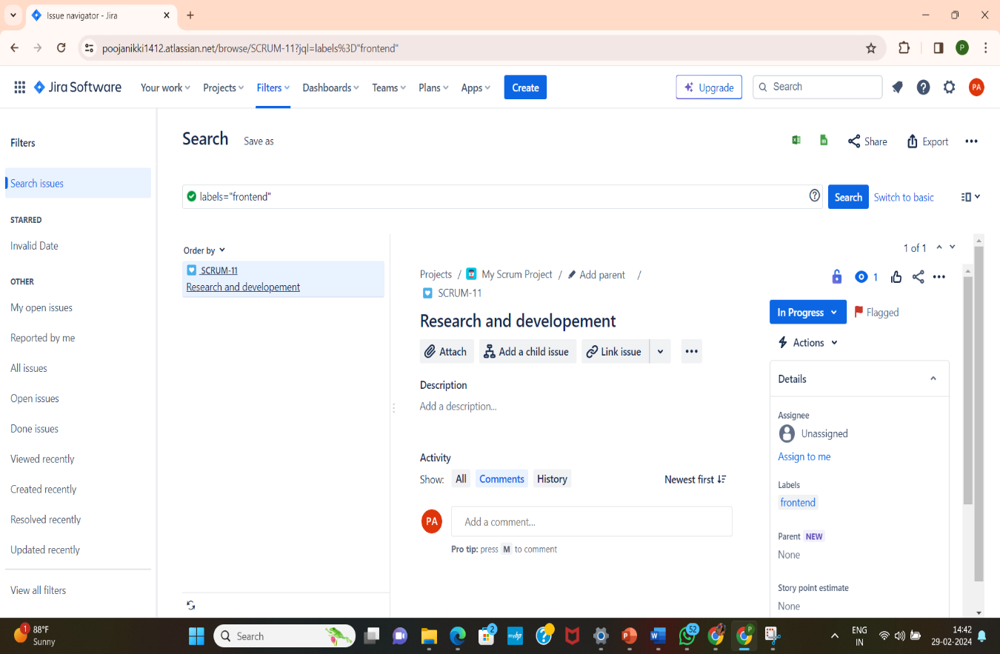 Issue navigator - Jira
poojanikki1412.atlassian.net/browse/SCRUM-11?jql=labels%3D"frontend"
P
Jira Software Your work Projects Filters Dashboards Teams Plans Apps Create Upgrade Search PA
Filters
Search issues
STARRED
Invalid Date
OTHER
My open issues
Reported by me
All issues
Open issues
Done issues
Viewed recently
Created recently
Resolved recently
Updated recently
View all filters
Search Save as Share Export
labels="frontend" Search Switch to basic
Order by
SCRUM-11
Research and developement
1 of 1
Projects / My Scrum Project / Add parent /
SCRUM-11
1
Research and developement
Attach Add a child issue Link issue
Description
Add a description...
Activity
Show: All Comments History Newest first
PA Add a comment...
Pro tip: press M to comment
In Progress Flagged
Actions
Details
Assignee
Unassigned
Assign to me
Labels
frontend
Parent NEW
None
Story point estimate
None
1 88°F
Sunny
Search
2
myhp
52
P
ENG
IN
14:42
29-02-2024